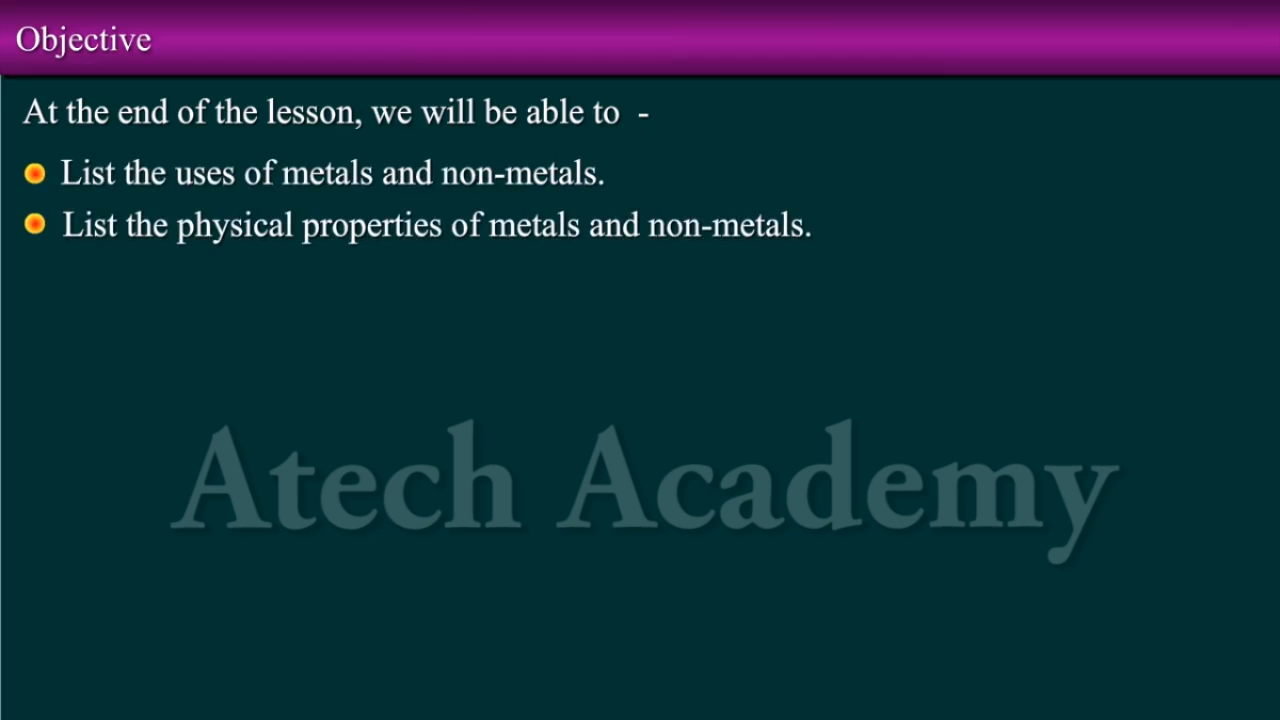 Objective
At the end of the lesson, we will be able to -
List the uses of metals and non-metals.
List the physical properties of metals and non-metals.
Atech Academy